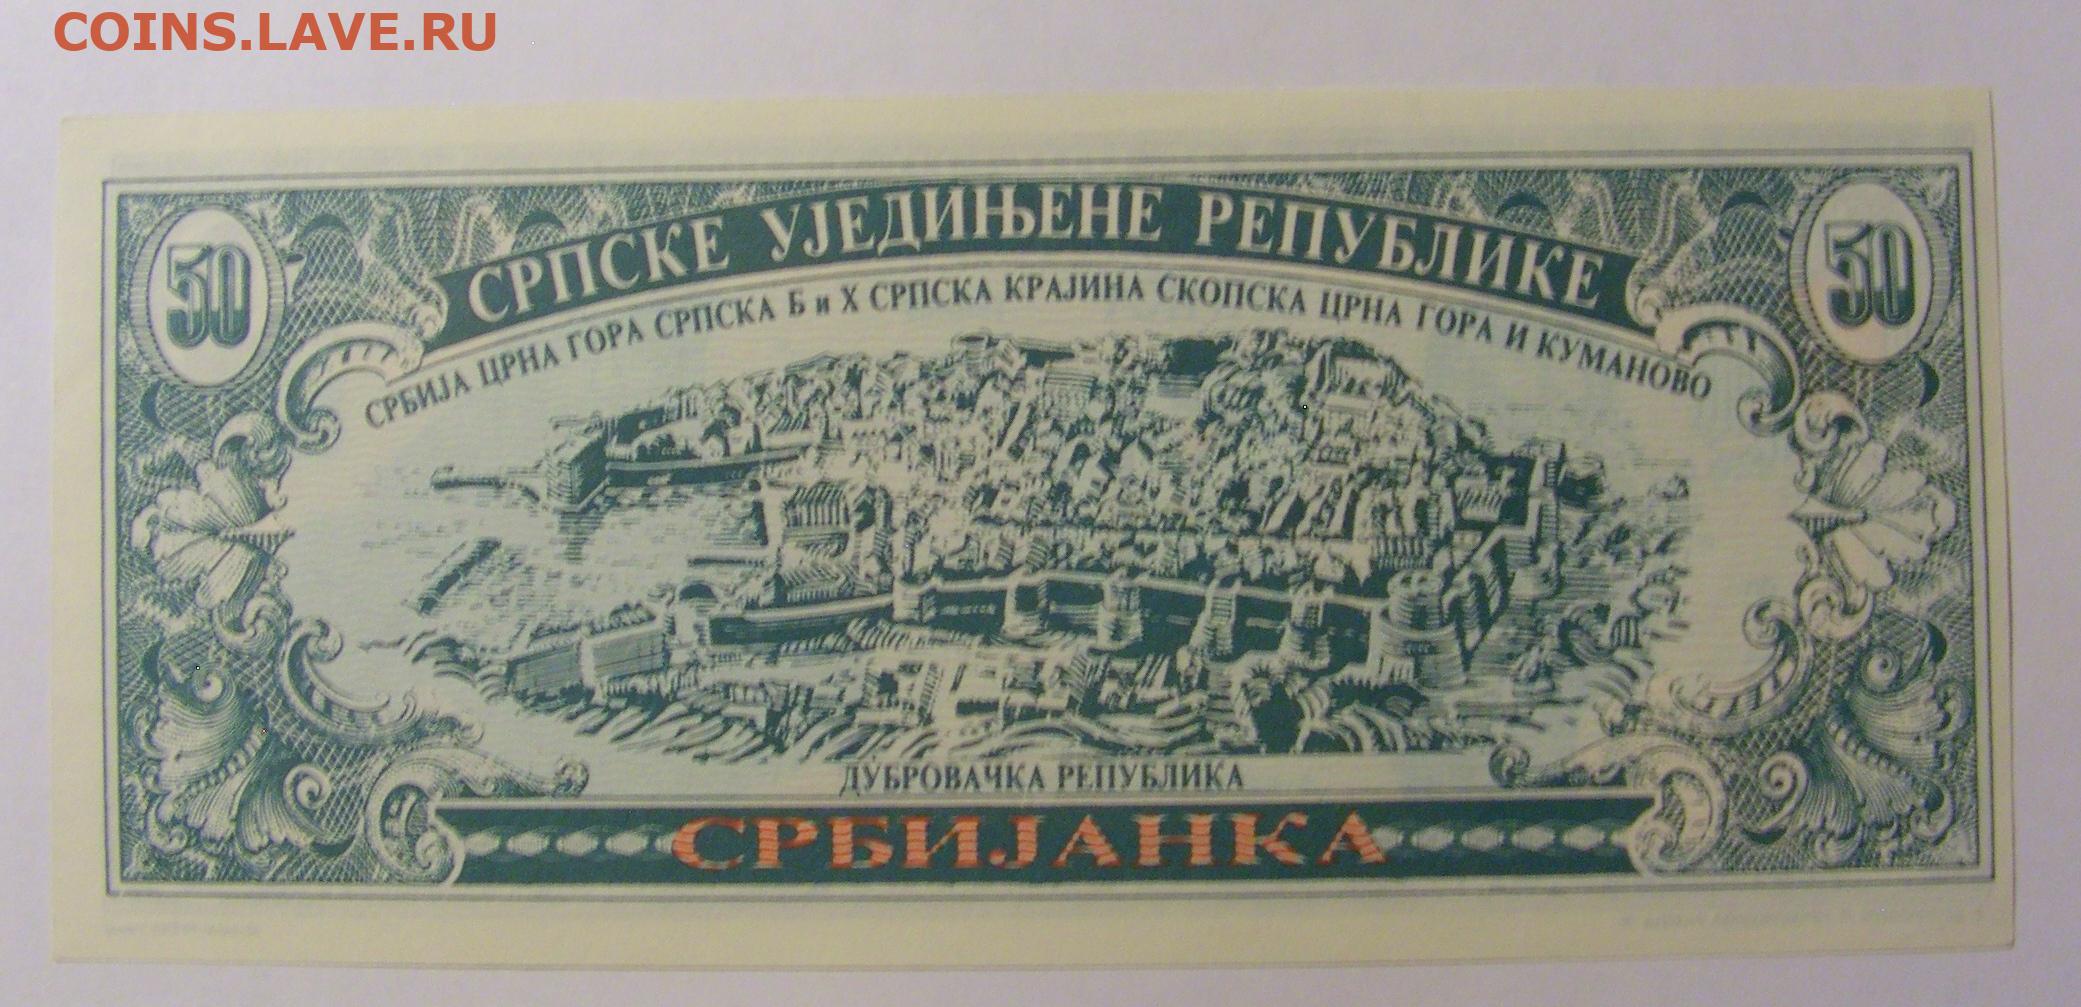 COINS.LAVE.RU
50
50
СРПСКЕ УЈЕДИЊЕНЕ РЕПУБЛИКЕ
СРБИЈА ЦРНА ГОРА СРПСКА Б и Х СРПСКА КРАЈИНА СКОПСКА ЦРНА ГОРА И КУМАНОВО
ДУБРОВАЧКА РЕПУБЛИКА
СРБИЈАНКА